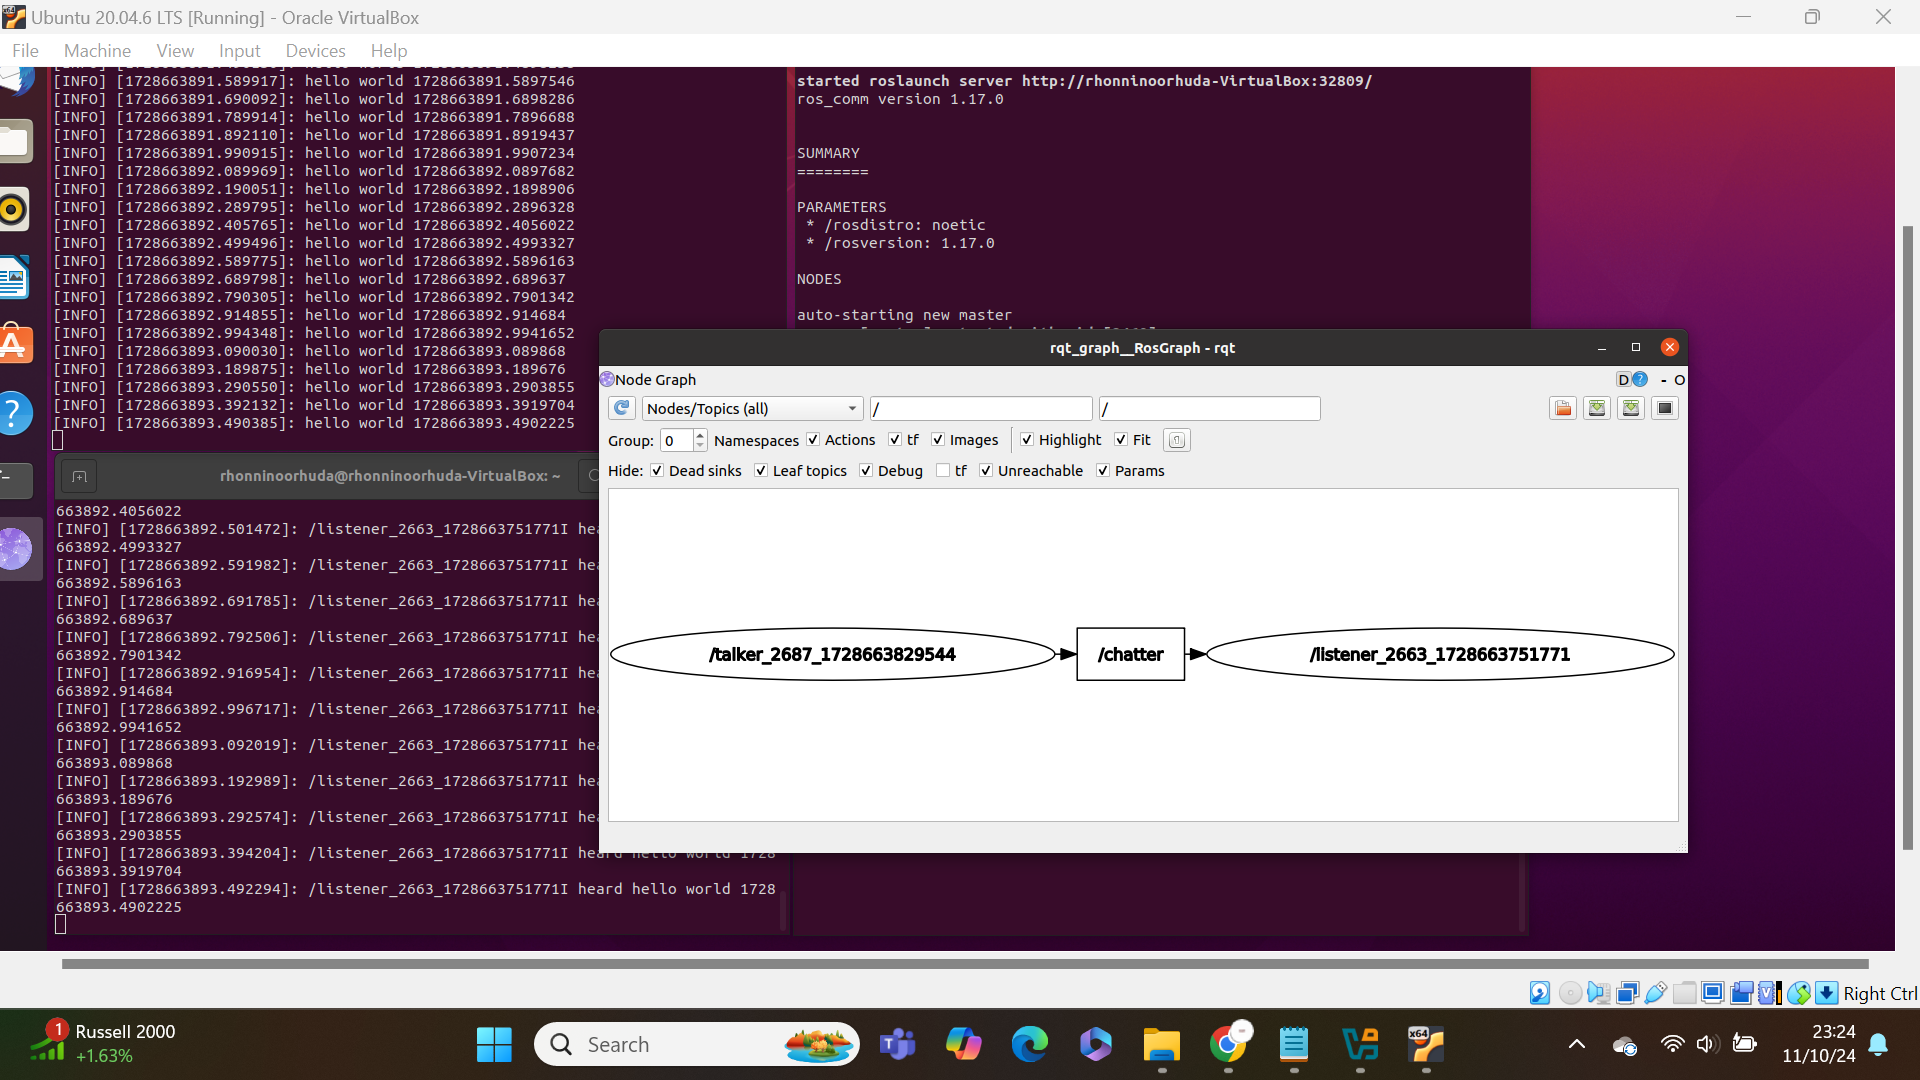 Ubuntu 20.04.6 LTS [Running] - Oracle VirtualBox
File Machine View Input Devices Help
[INFO] [1728663891.589917]: hello world 1728663891.5897546
[INFO] [1728663891.690092]: hello world 1728663891.6898286
[INFO] [1728663891.789914]: hello world 1728663891.7896688
[INFO] [1728663891.892110]: hello world 1728663891.8919437
[INFO] [1728663891.990915]: hello world 1728663891.9907234
[INFO] [1728663892.089969]: hello world 1728663892.0897682
[INFO] [1728663892.190051]: hello world 1728663892.1898906
[INFO] [1728663892.289795]: hello world 1728663892.2896328
[INFO] [1728663892.405765]: hello world 1728663892.4056022
[INFO] [1728663892.499496]: hello world 1728663892.4993327
[INFO] [1728663892.589775]: hello world 1728663892.5896163
[INFO] [1728663892.689798]: hello world 1728663892.689637
[INFO] [1728663892.790305]: hello world 1728663892.7901342
[INFO] [1728663892.914855]: hello world 1728663892.914684
[INFO] [1728663892.994348]: hello world 1728663892.9941652
[INFO] [1728663893.090030]: hello world 1728663893.089868
[INFO] [1728663893.189875]: hello world 1728663893.189676
[INFO] [1728663893.290550]: hello world 1728663893.2903855
[INFO] [1728663893.392132]: hello world 1728663893.3919704
[INFO] [1728663893.490385]: hello world 1728663893.4902225
started roslaunch server http://rhonninoorhuda-VirtualBox:32809/
ros_comm version 1.17.0
SUMMARY
========
PARAMETERS
* /rosdistro: noetic
* /rosversion: 1.17.0
NODES
auto-starting new master
rhonninoorhuda@rhonninoorhuda-VirtualBox: ~
663892.4056022
[INFO] [1728663892.501472]: /listener_2663_1728663751771I hea
663892.4993327
[INFO] [1728663892.591982]: /listener_2663_1728663751771I hea
663892.5896163
[INFO] [1728663892.691785]: /listener_2663_1728663751771I hea
663892.689637
[INFO] [1728663892.792506]: /listener_2663_1728663751771I hea
663892.7901342
[INFO] [1728663892.916954]: /listener_2663_1728663751771I hea
663892.914684
[INFO] [1728663892.996717]: /listener_2663_1728663751771I hea
663892.9941652
[INFO] [1728663893.092019]: /listener_2663_1728663751771I hea
663893.089868
[INFO] [1728663893.192989]: /listener_2663_1728663751771I hea
663893.189676
[INFO] [1728663893.292574]: /listener_2663_1728663751771I hea
663893.2903855
[INFO] [1728663893.394204]: /listener_2663_1728663751771I heard hello world 1728
663893.3919704
[INFO] [1728663893.492294]: /listener_2663_1728663751771I heard hello world 1728
663893.4902225
rqt_graph__RosGraph - rqt
Node Graph D ? - O
Nodes/Topics (all) / /
Group: 0 Namespaces Actions tf Images Highlight Fit
Hide: Dead sinks Leaf topics Debug tf Unreachable Params
/talker_2687_1728663829544 /chatter /listener_2663_1728663751771
Right Ctrl
1 Russell 2000
+1.63%
Search
x64
23:24
11/10/24